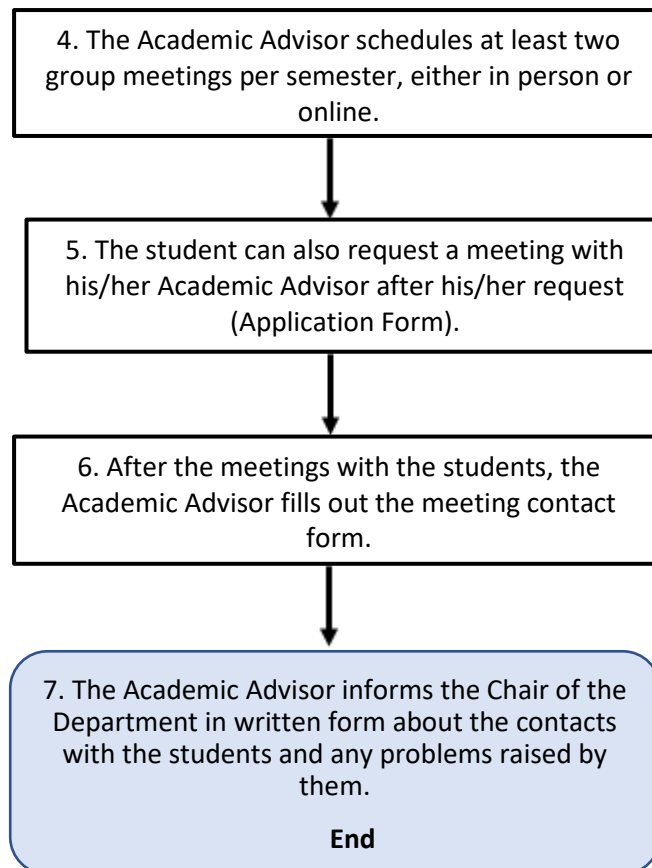 4. The Academic Advisor schedules at least two
group meetings per semester, either in person or
online.
5. The student can also request a meeting with
his/her Academic Advisor after his/her request
(Application Form).
6. After the meetings with the students, the
Academic Advisor fills out the meeting contact
form.
7. The Academic Advisor informs the Chair of the
Department in written form about the contacts
with the students and any problems raised by
them.
End